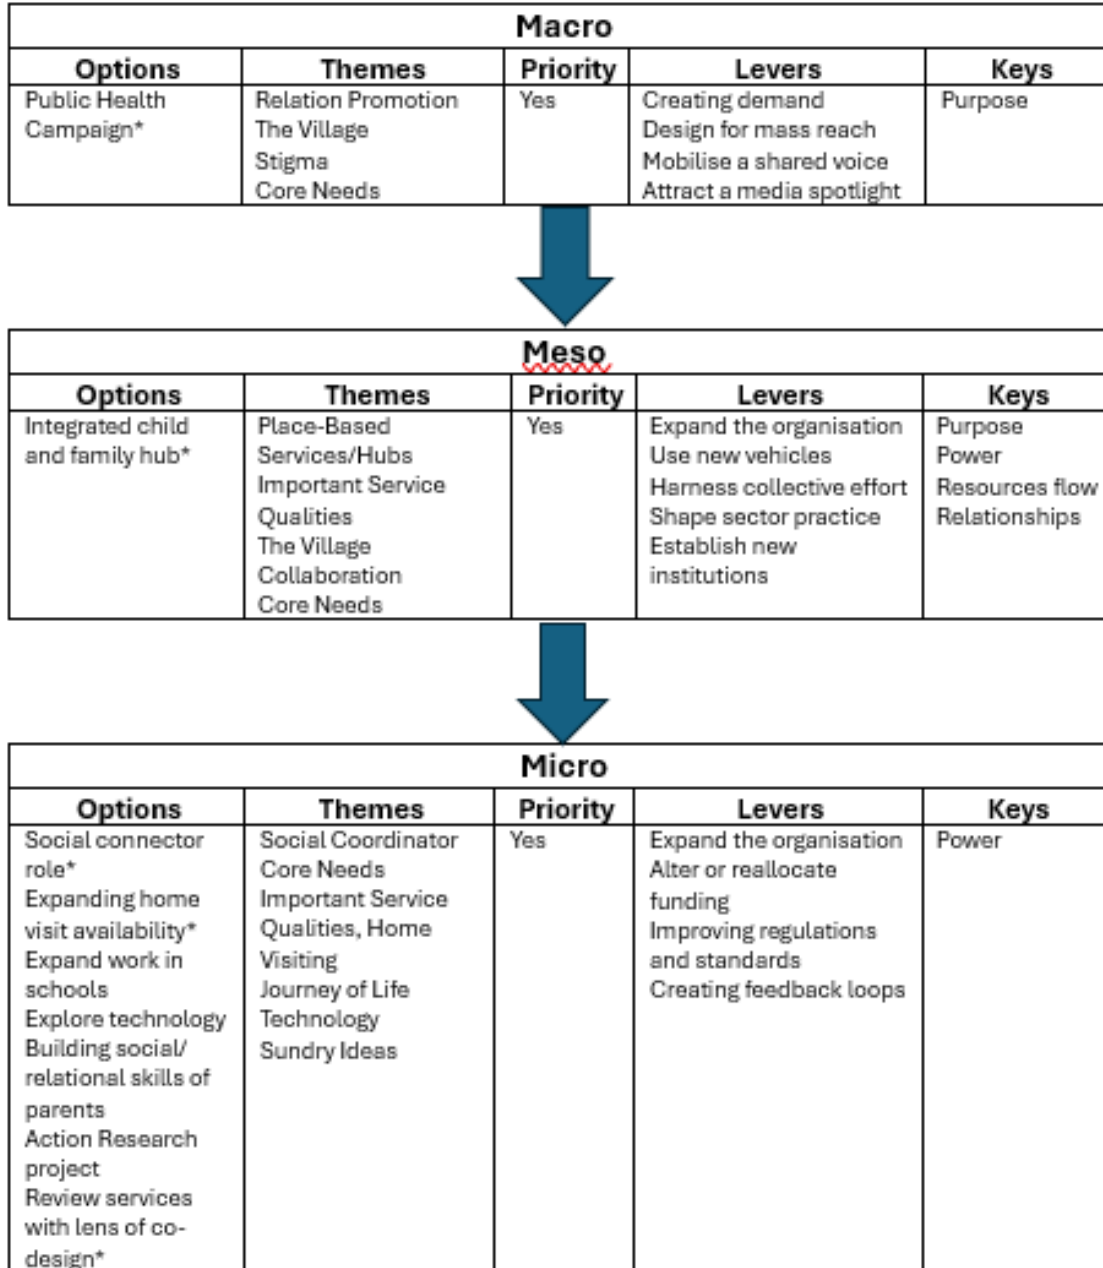 Macro
Options Themes Priority Levers Keys
Public Health Relation Promotion Yes Creating demand Purpose
Campaign* The Village Design for mass reach
Stigma Mobilise a shared voice
Core Needs Attract a media spotlight
Meso
Options Themes Priority Levers Keys
Integrated child Place-Based Yes Expand the organisation Purpose
and family hub* Services/Hubs Use new vehicles Power
Important Service Harness collective effort Resources flow
Qualities Shape sector practice Relationships
The Village Establish new
Collaboration institutions
Core Needs
Micro
Options Themes Priority Levers Keys
Social connector Social Coordinator Yes Expand the organisation Power
role* Core Needs Alter or reallocate
Expanding home Important Service funding
visit availability* Qualities, Home Improving regulations
Expand work in Visiting and standards
schools Journey of Life Creating feedback loops
Explore technology Technology
Building social/ Sundry Ideas
relational skills of
parents
Action Research
project
Review services
with lens of co-
design*